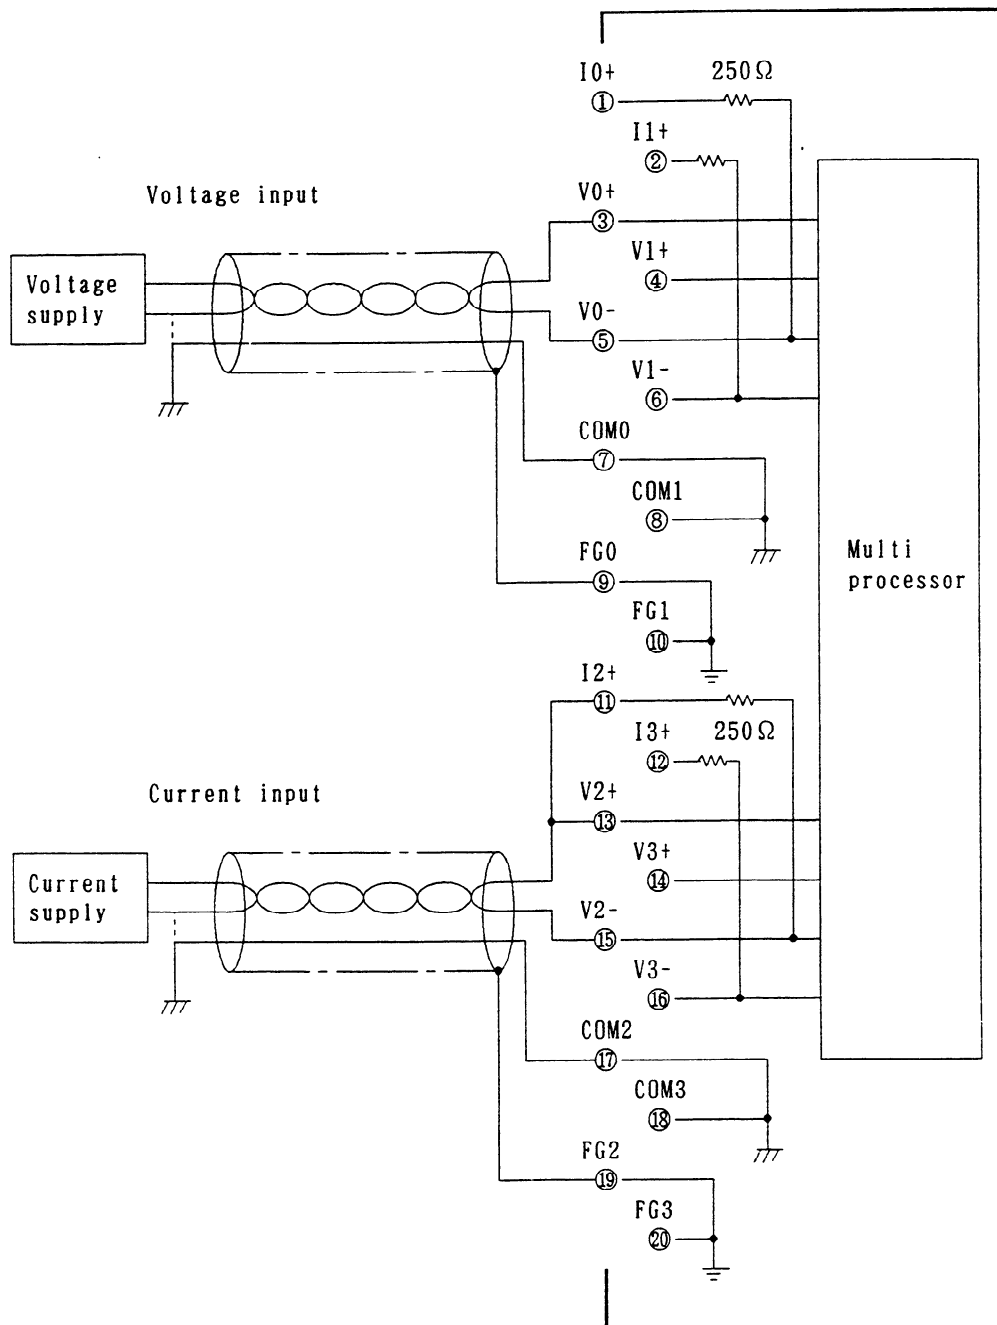 I0+
250Ω
①
I1+
②
Voltage input
V0+
③
V1+
④
Voltage
supply
V0-
⑤
V1-
⑥
COM0
⑦
COM1
⑧
FG0
⑨
FG1
⑩
Multi
processor
I2+
⑪
I3+
250Ω
⑫
Current input
V2+
⑬
V3+
⑭
Current
supply
V2-
⑮
V3-
⑯
COM2
⑰
COM3
⑱
FG2
⑲
FG3
⑳